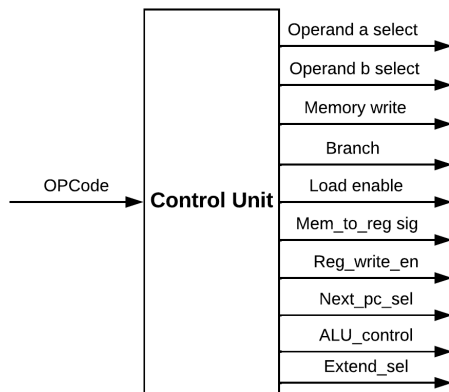 Operand a select
Operand b select
Memory write
Branch
OPCode
Load enable
Control Unit
Mem_to_reg sig
Reg_write_en
Next_pc_sel
ALU_control
Extend_sel